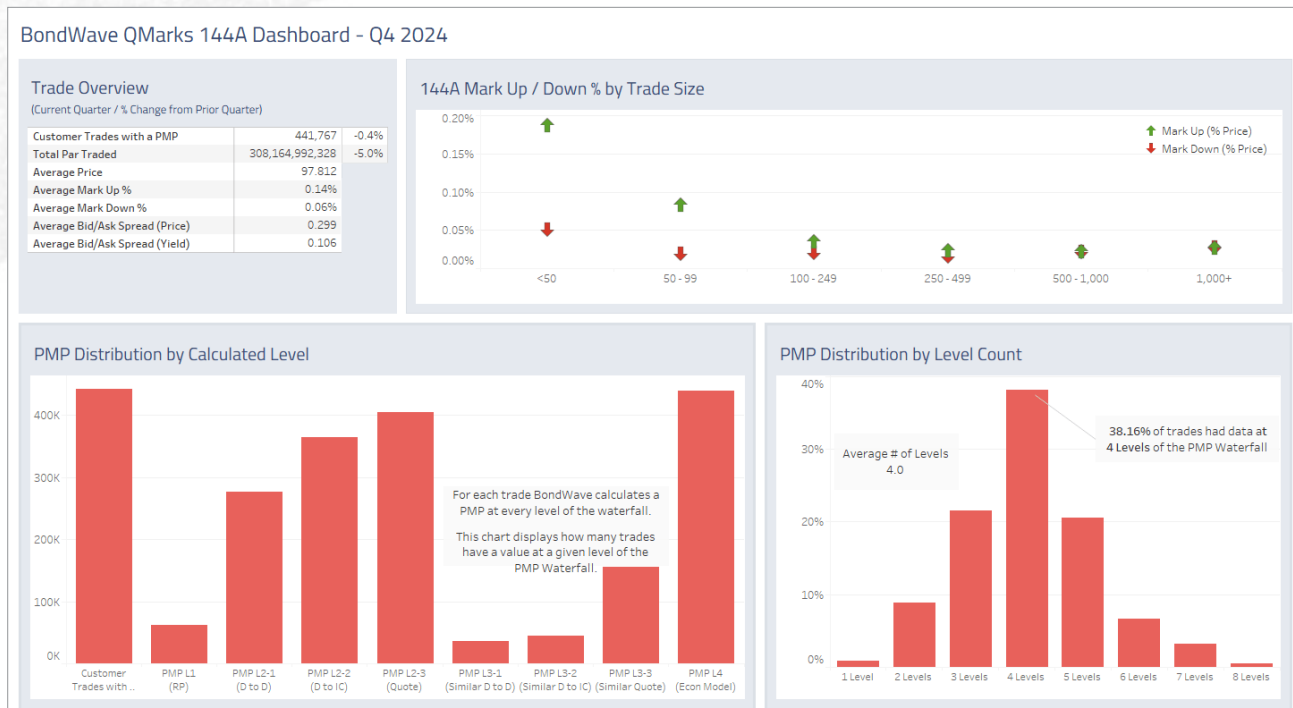 BondWave QMarks 144A Dashboard - Q4 2024
Trade Overview
(Current Quarter / % Change from Prior Quarter)
Customer Trades with a PMP 441,767 -0.4%
Total Par Traded 308,164,992,328 -5.0%
Average Price 97.812
Average Mark Up % 0.14%
Average Mark Down % 0.06%
Average Bid/Ask Spread (Price) 0.299
Average Bid/Ask Spread (Yield) 0.106
144A Mark Up / Down % by Trade Size
0.20%
0.15%
0.10%
0.05%
0.00%
Mark Up (% Price)
Mark Down (% Price)
<50 50 - 99 100 - 249 250 - 499 500 - 1,000 1,000+
PMP Distribution by Calculated Level
400K
300K
200K
100K
0K
For each trade BondWave calculates a
PMP at every level of the waterfall.
This chart displays how many trades
have a value at a given level of the
PMP Waterfall.
Customer PMP L1 PMP L2-1 PMP L2-2 PMP L2-3 PMP L3-1 PMP L3-2 PMP L3-3 PMP L4
Trades with .. (RP) (D to D) (D to IC) (Quote) (Similar D to D) (Similar D to IC) (Similar Quote) (Econ Model)
PMP Distribution by Level Count
40%
30%
20%
10%
0%
Average # of Levels
4.0
38.16% of trades had data at
4 Levels of the PMP Waterfall
1 Level 2 Levels 3 Levels 4 Levels 5 Levels 6 Levels 7 Levels 8 Levels